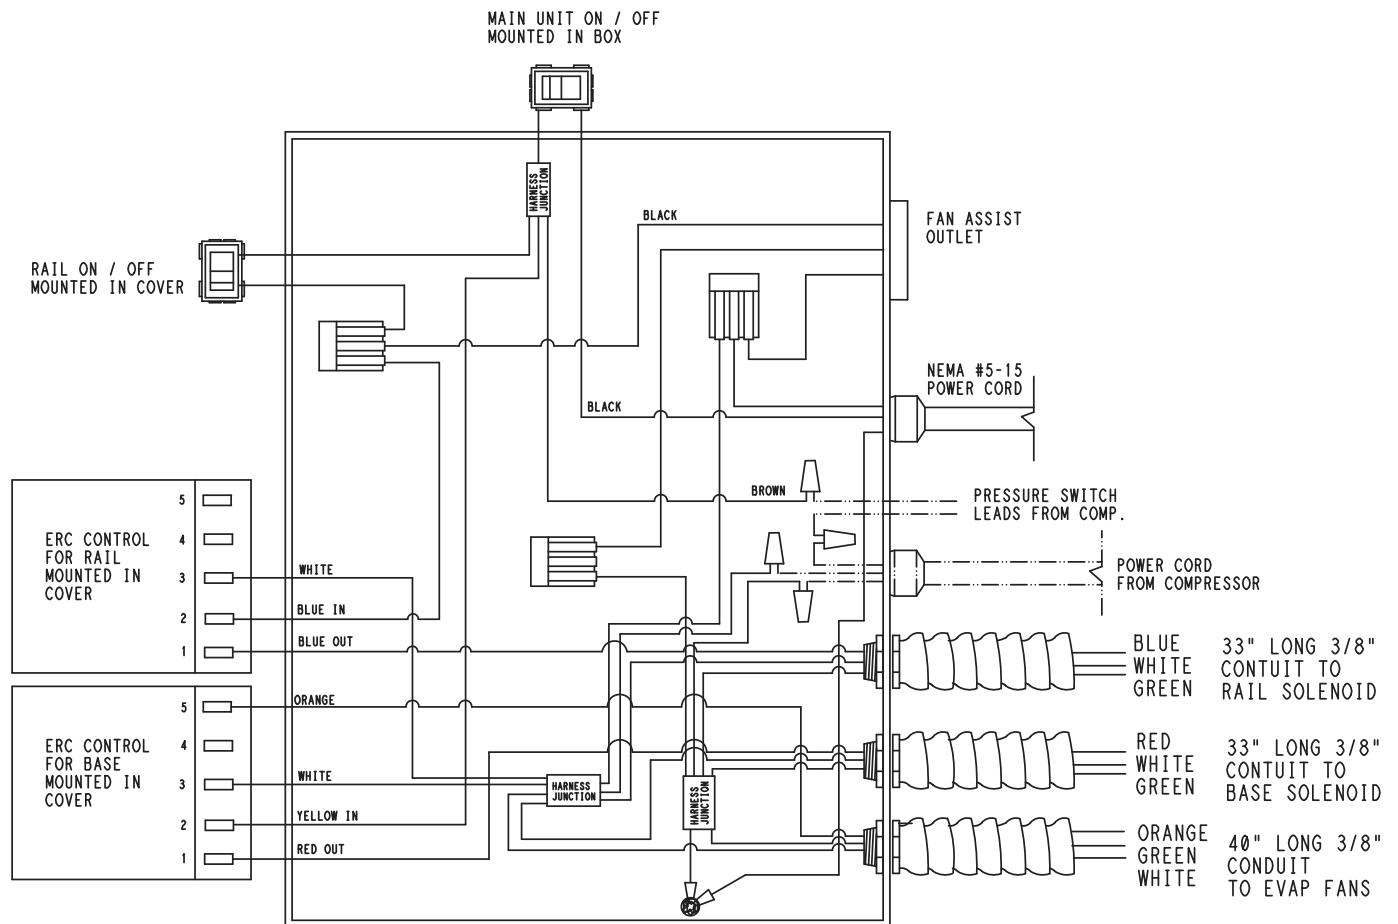 MAIN UNIT ON / OFF
MOUNTED IN BOX
HARNESS
JUNCTION
BLACK
FAN ASSIST
OUTLET
RAIL ON / OFF
MOUNTED IN COVER
NEMA #5-15
POWER CORD
BLACK
BROWN
PRESSURE SWITCH
LEADS FROM COMP.
POWER CORD
FROM COMPRESSOR
ERC CONTROL
FOR RAIL
MOUNTED IN
COVER
5
4
3
2
1
WHITE
BLUE IN
BLUE OUT
BLUE
WHITE
GREEN
33" LONG 3/8"
CONTUIT TO
RAIL SOLENOID
ERC CONTROL
FOR BASE
MOUNTED IN
COVER
5
4
3
2
1
ORANGE
WHITE
YELLOW IN
RED OUT
HARNESS
JUNCTION
HARNESS
JUNCTION
RED
WHITE
GREEN
33" LONG 3/8"
CONTUIT TO
BASE SOLENOID
ORANGE
GREEN
WHITE
40" LONG 3/8"
CONDUIT
TO EVAP FANS